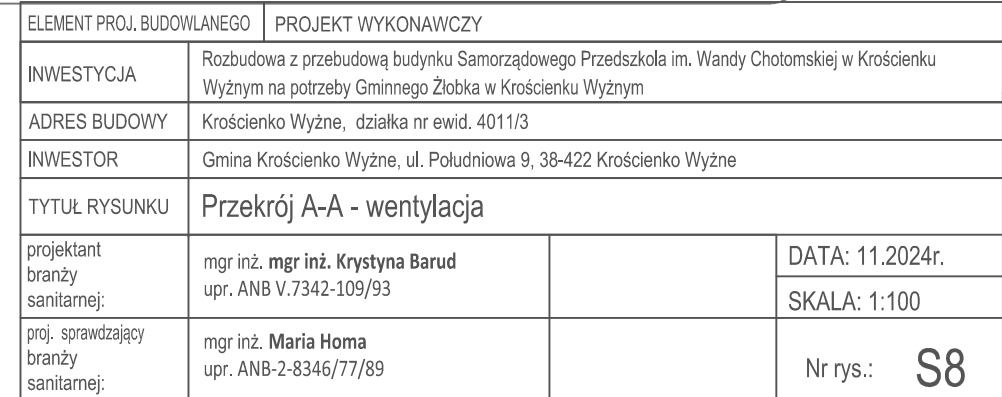 ELEMENT PROJ. BUDOWLANEGO PROJEKT WYKONAWCZY
INWESTYCJA
Rozbudowa z przebudową budynku Samorządowego Przedszkola im. Wandy Chotomskiej w Krościenku
Wyżnym na potrzeby Gminnego Żłobka w Krościenku Wyżnym
ADRES BUDOWY Krościenko Wyżne, działka nr ewid. 4011/3
INWESTOR Gmina Krościenko Wyżne, ul. Południowa 9, 38-422 Krościenko Wyżne
TYTUŁ RYSUNKU Przekrój A-A - wentylacja
projektant
branży
sanitarnej:
mgr inż. mgr inż. Krystyna Barud
upr. ANB V.7342-109/93
DATA: 11.2024r.
SKALA: 1:100
proj. sprawdzający
branży
sanitarnej:
mgr inż. Maria Homa
upr. ANB-2-8346/77/89
Nr rys.: S8